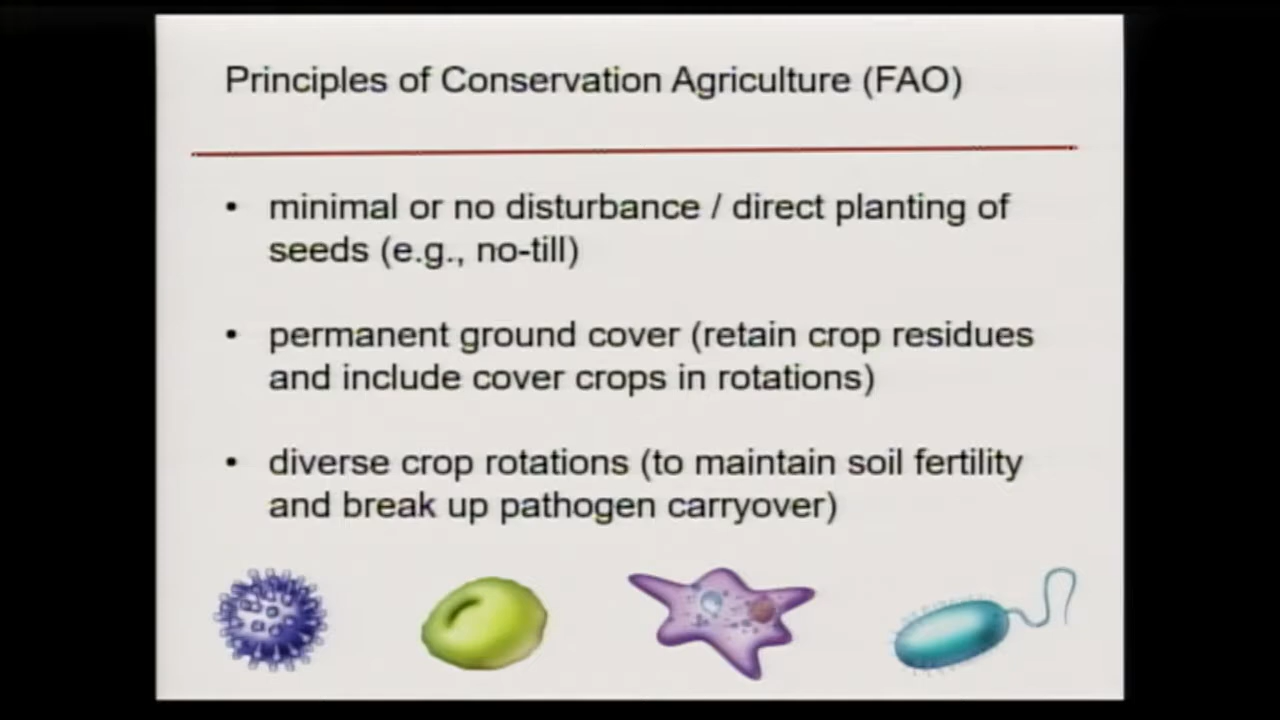 Principles of Conservation Agriculture (FAO)
• minimal or no disturbance / direct planting of
seeds (e.g., no-till)
• permanent ground cover (retain crop residues
and include cover crops in rotations)
• diverse crop rotations (to maintain soil fertility
and break up pathogen carryover)